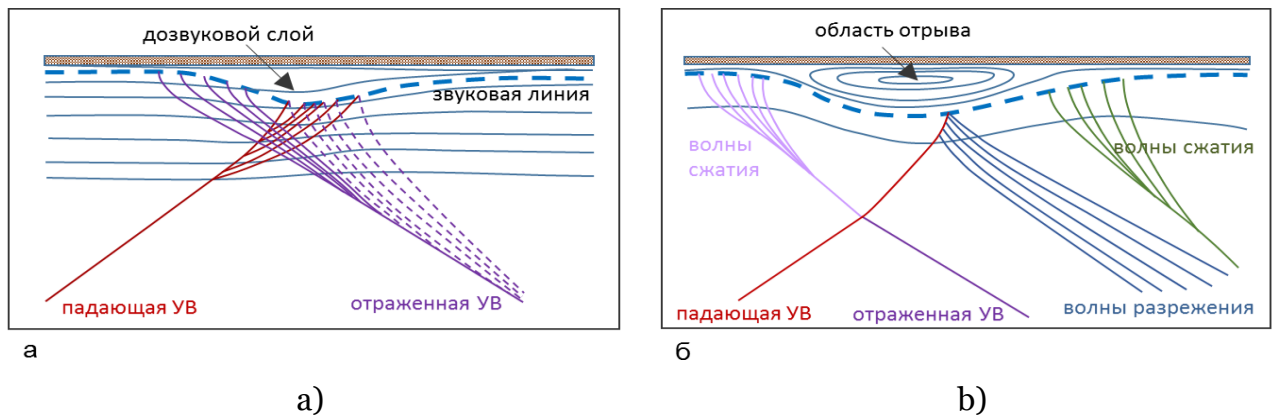 дозвуковой слой
звуковая линия
падающая УВ
отраженная УВ
а
a)
область отрыва
волны
сжатия
волны сжатия
падающая УВ
отраженная УВ
волны разрежения
б
b)